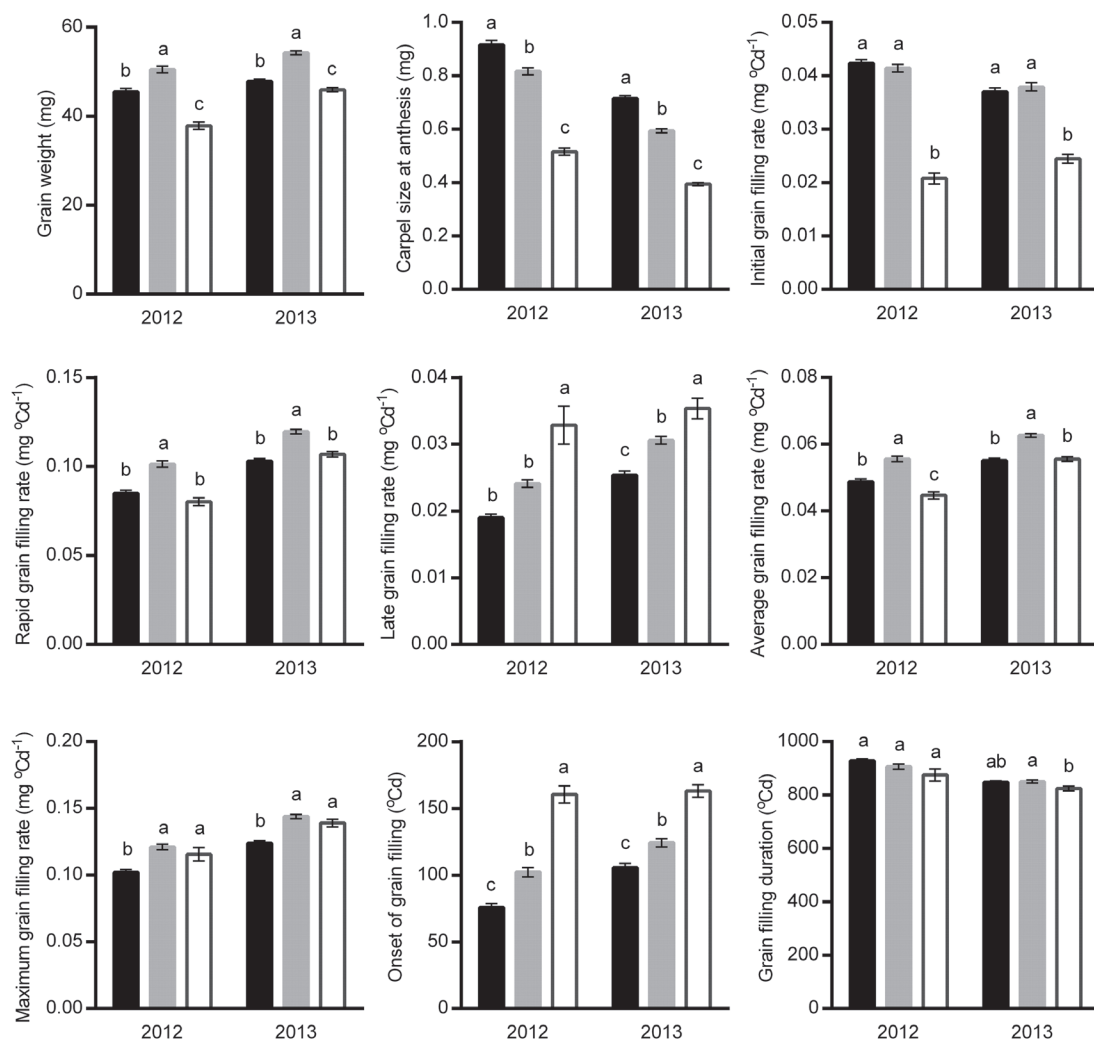 Grain weight (mg)
60
40
20
0
b
a
c
b
a
c
2012
2013
Carpel size at anthesis (mg)
1.0
0.8
0.6
0.4
0.2
0.0
a
b
c
a
b
c
2012
2013
Initial grain filling rate (mg ºCd⁻¹)
0.05
0.04
0.03
0.02
0.01
0.00
a
a
b
a
a
b
2012
2013
Rapid grain filling rate (mg ºCd⁻¹)
0.15
0.10
0.05
0.00
b
a
b
b
a
b
2012
2013
Late grain filling rate (mg ºCd⁻¹)
0.04
0.03
0.02
0.01
0.00
b
b
a
c
b
a
2012
2013
Average grain filling rate (mg ºCd⁻¹)
0.08
0.06
0.04
0.02
0.00
b
a
c
b
a
b
2012
2013
Maximum grain filling rate (mg ºCd⁻¹)
0.20
0.15
0.10
0.05
0.00
b
a
a
b
a
a
2012
2013
Onset of grain filling (ºCd)
200
150
100
50
0
c
b
a
c
b
a
2012
2013
Grain filling duration (ºCd)
1000
800
600
400
200
0
a
a
a
ab
a
b
2012
2013